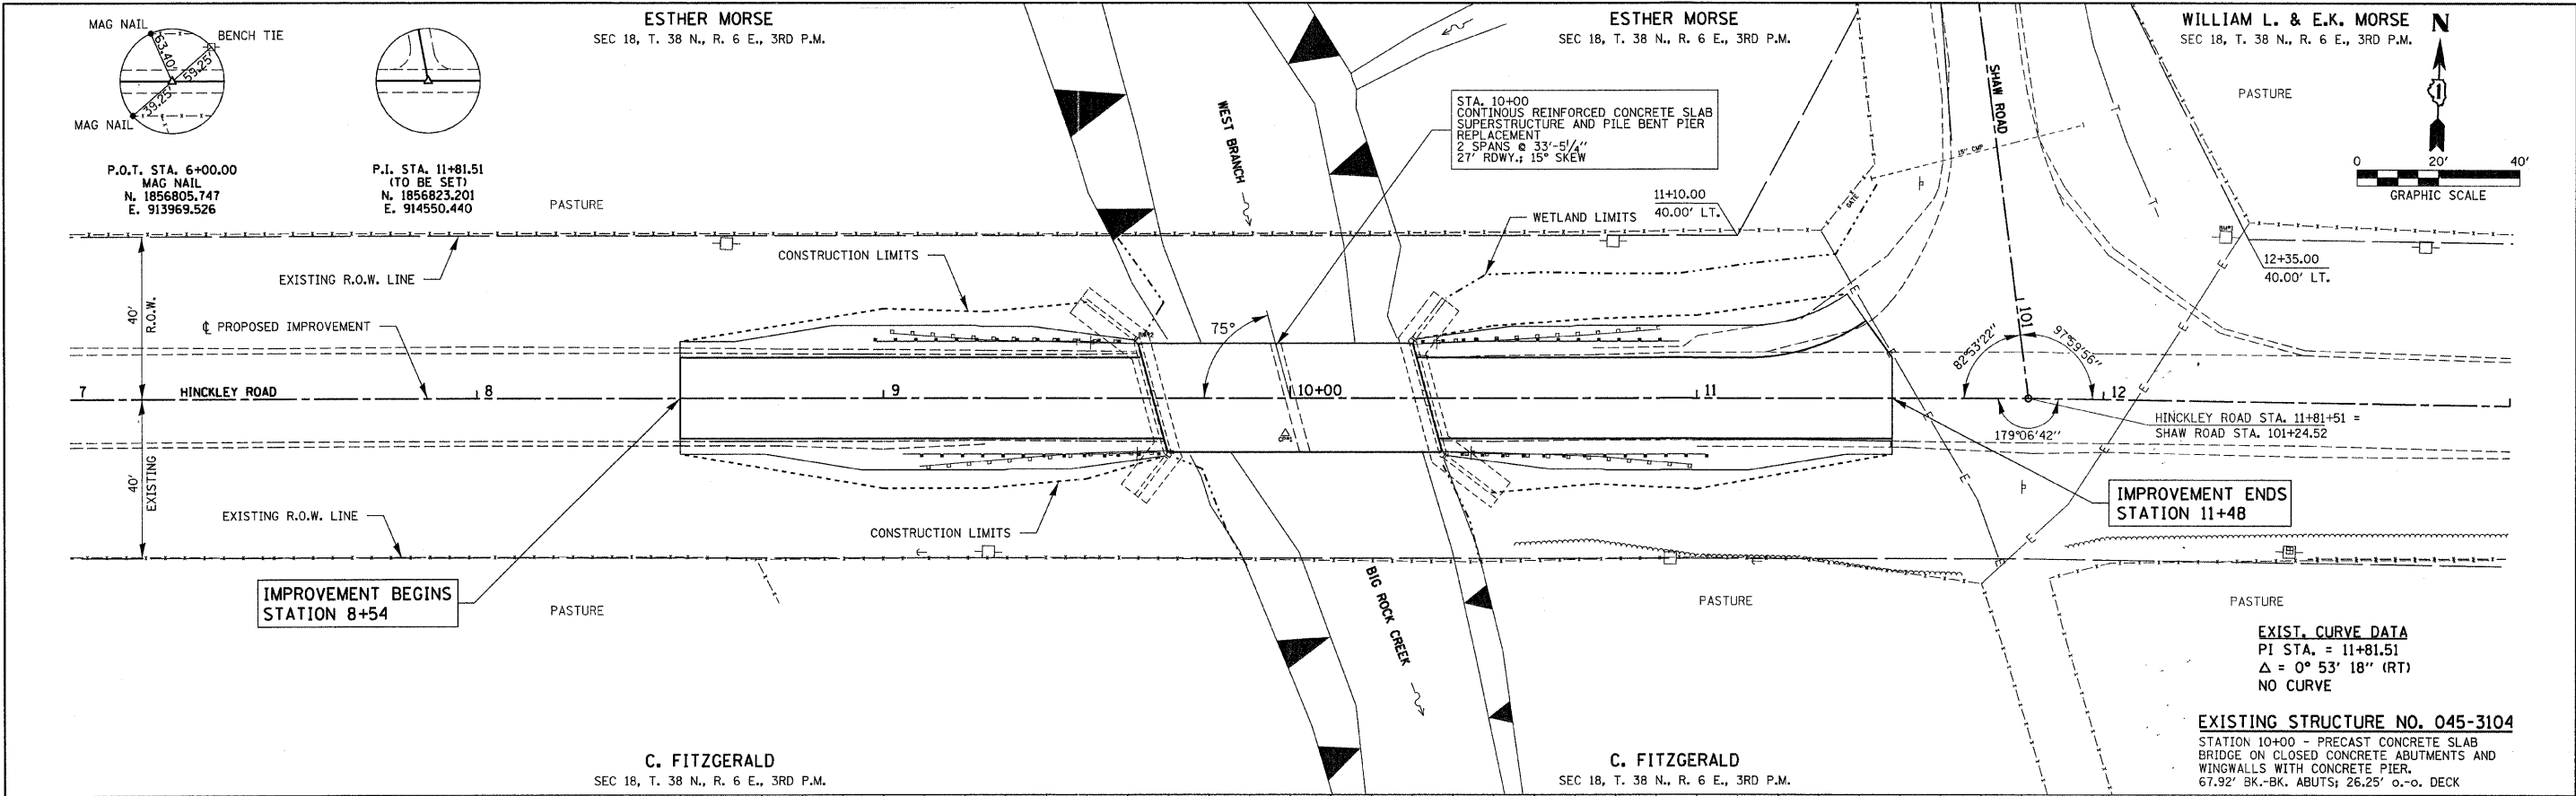 MAG NAIL
BENCH TIE
63.40'
59.25'
39.25'
MAG NAIL
P.O.T. STA. 6+00.00
MAG NAIL
N. 1856805.747
E. 913969.526
P.I. STA. 11+81.51
(TO BE SET)
N. 1856823.201
E. 914550.440
ESTHER MORSE
SEC 18, T. 38 N., R. 6 E., 3RD P.M.
ESTHER MORSE
SEC 18, T. 38 N., R. 6 E., 3RD P.M.
WILLIAM L. & E.K. MORSE
SEC 18, T. 38 N., R. 6 E., 3RD P.M.
N
1
PASTURE
0 20' 40'
GRAPHIC SCALE
STA. 10+00
CONTINOUS REINFORCED CONCRETE SLAB
SUPERSTRUCTURE AND PILE BENT PIER
REPLACEMENT
2 SPANS @ 33'-5¼"
27' RDWY.; 15° SKEW
WEST BRANCH
SHAW ROAD
15" CMP
GATE
PASTURE
11+10.00
40.00' LT.
WETLAND LIMITS
CONSTRUCTION LIMITS
EXISTING R.O.W. LINE
12+35.00
40.00' LT.
40'
R.O.W.
℄ PROPOSED IMPROVEMENT
75°
101
82°53'22"
97°59'56"
7
HINCKLEY ROAD
8
9
10+00
11
12
179°06'42"
HINCKLEY ROAD STA. 11+81+51 =
SHAW ROAD STA. 101+24.52
40'
EXISTING
EXISTING R.O.W. LINE
CONSTRUCTION LIMITS
IMPROVEMENT ENDS
STATION 11+48
IMPROVEMENT BEGINS
STATION 8+54
PASTURE
BIG ROCK CREEK
PASTURE
PASTURE
EXIST. CURVE DATA
PI STA. = 11+81.51
Δ = 0° 53' 18" (RT)
NO CURVE
EXISTING STRUCTURE NO. 045-3104
STATION 10+00 - PRECAST CONCRETE SLAB
BRIDGE ON CLOSED CONCRETE ABUTMENTS AND
WINGWALLS WITH CONCRETE PIER.
67.92' BK.-BK. ABUTS; 26.25' o.-o. DECK
C. FITZGERALD
SEC 18, T. 38 N., R. 6 E., 3RD P.M.
C. FITZGERALD
SEC 18, T. 38 N., R. 6 E., 3RD P.M.